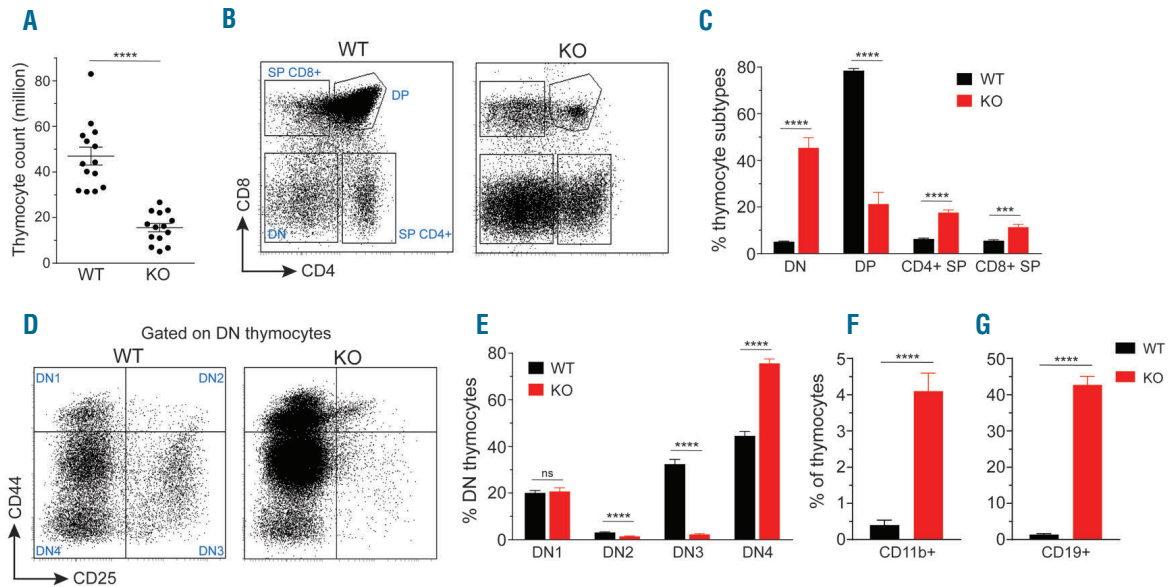 A
Thymocyte count (million)
100
80
60
40
20
0
****
WT
KO
B
WT
KO
SP CD8+
DP
DN
SP CD4+
CD8
CD4
C
% thymocyte subtypes
80
60
40
20
0
****
****
****
***
WT
KO
DN
DP
CD4+ SP
CD8+ SP
D
Gated on DN thymocytes
WT
KO
DN1
DN2
DN4
DN3
CD44
CD25
E
% DN thymocytes
80
60
40
20
0
WT
KO
ns
****
****
****
DN1
DN2
DN3
DN4
F
% of thymocytes
5
4
3
2
1
0
****
CD11b+
G
50
40
30
20
10
0
****
CD19+
WT
KO